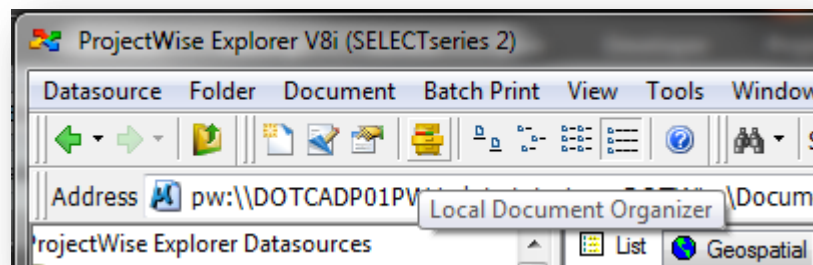 ProjectWise Explorer V8i (SELECTseries 2)
Datasource Folder Document Batch Print View Tools Window
Address pw:\\DOTCADP01PW \Docum
Local Document Organizer
ProjectWise Explorer Datasources List Geospatial